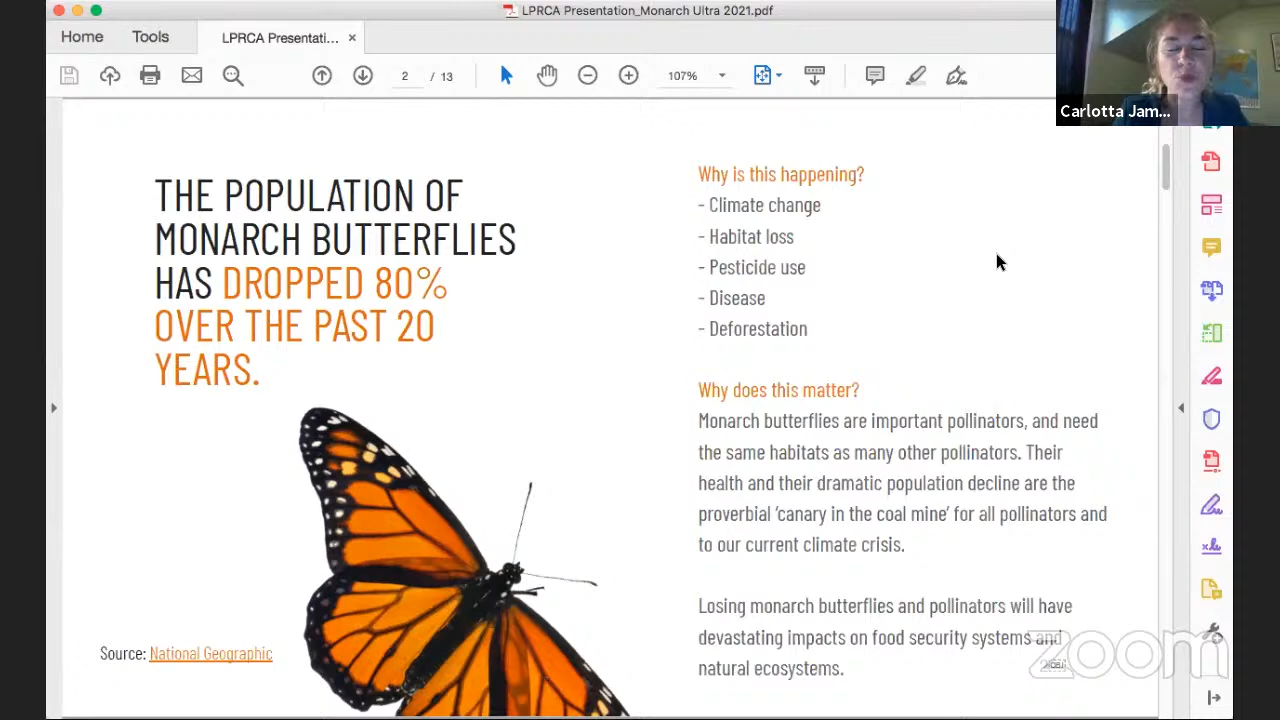 LPRCA Presentation_Monarch Ultra 2021.pdf
Home
Tools
LPRCA Presentati...
2 / 13
107%
Carlotta Jam...
THE POPULATION OF
MONARCH BUTTERFLIES
HAS DROPPED 80%
OVER THE PAST 20
YEARS.
Source: National Geographic
Why is this happening?
- Climate change
- Habitat loss
- Pesticide use
- Disease
- Deforestation
Why does this matter?
Monarch butterflies are important pollinators, and need
the same habitats as many other pollinators. Their
health and their dramatic population decline are the
proverbial ‘canary in the coal mine’ for all pollinators and
to our current climate crisis.
Losing monarch butterflies and pollinators will have
devastating impacts on food security systems and
natural ecosystems.
zoom